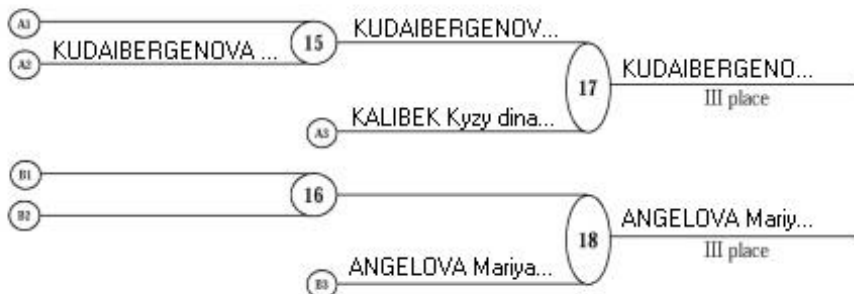 A1
A2
KUDAIBERGENOVA ...
15
KUDAIBERGENOV...
17
KUDAIBERGENO...
III place
KALIBEK Kyzy dina...
A3
B1
B2
16
18
ANGELOVA Mariy...
III place
ANGELOVA Mariya...
B3